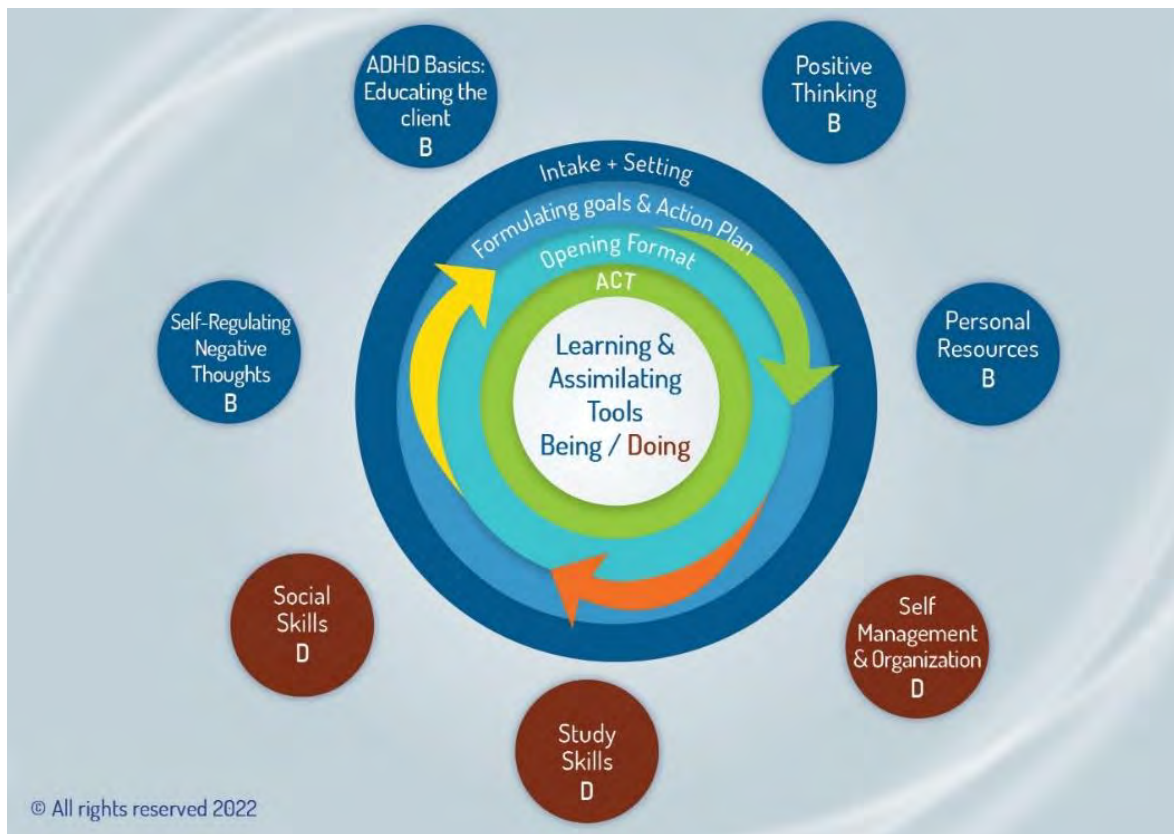 ADHD Basics:
Educating the
client
B
Positive
Thinking
B
Intake + Setting
Formulating goals & Action Plan
Opening Format
ACT
Learning &
Assimilating
Tools
Being / Doing
Self-Regulating
Negative
Thoughts
B
Personal
Resources
B
Social
Skills
D
Self
Management
& Organization
D
Study
Skills
D
© All rights reserved 2022